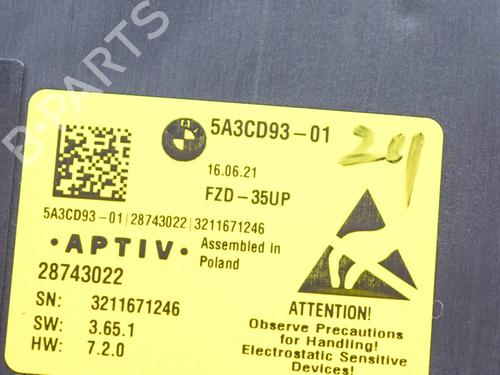 B-PARTS
5A3CD93-01
16.06.21
FZD-35UP
5A3CD93-01|28743022|3211671246
• APTIV •
Assembled in
Poland
28743022
SN: 3211671246
SW: 3.65.1
HW: 7.2.0
ATTENTION!
Observe Precautions
for Handling!
Electrostatic Sensitive
Devices!